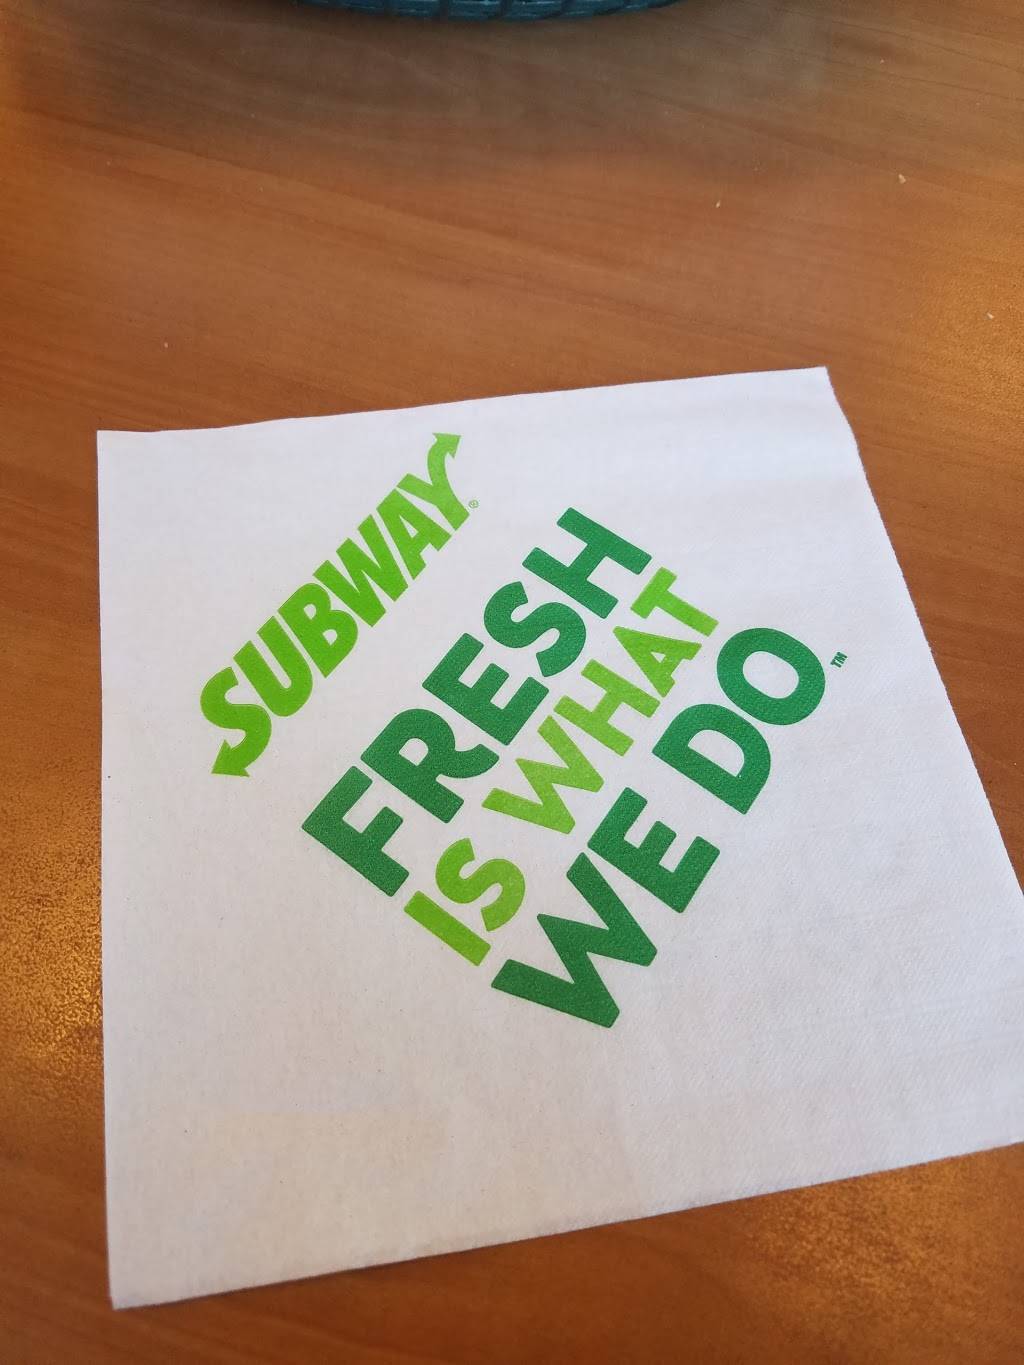 SUBWAY®
FRESH
IS WHAT
WE DO™